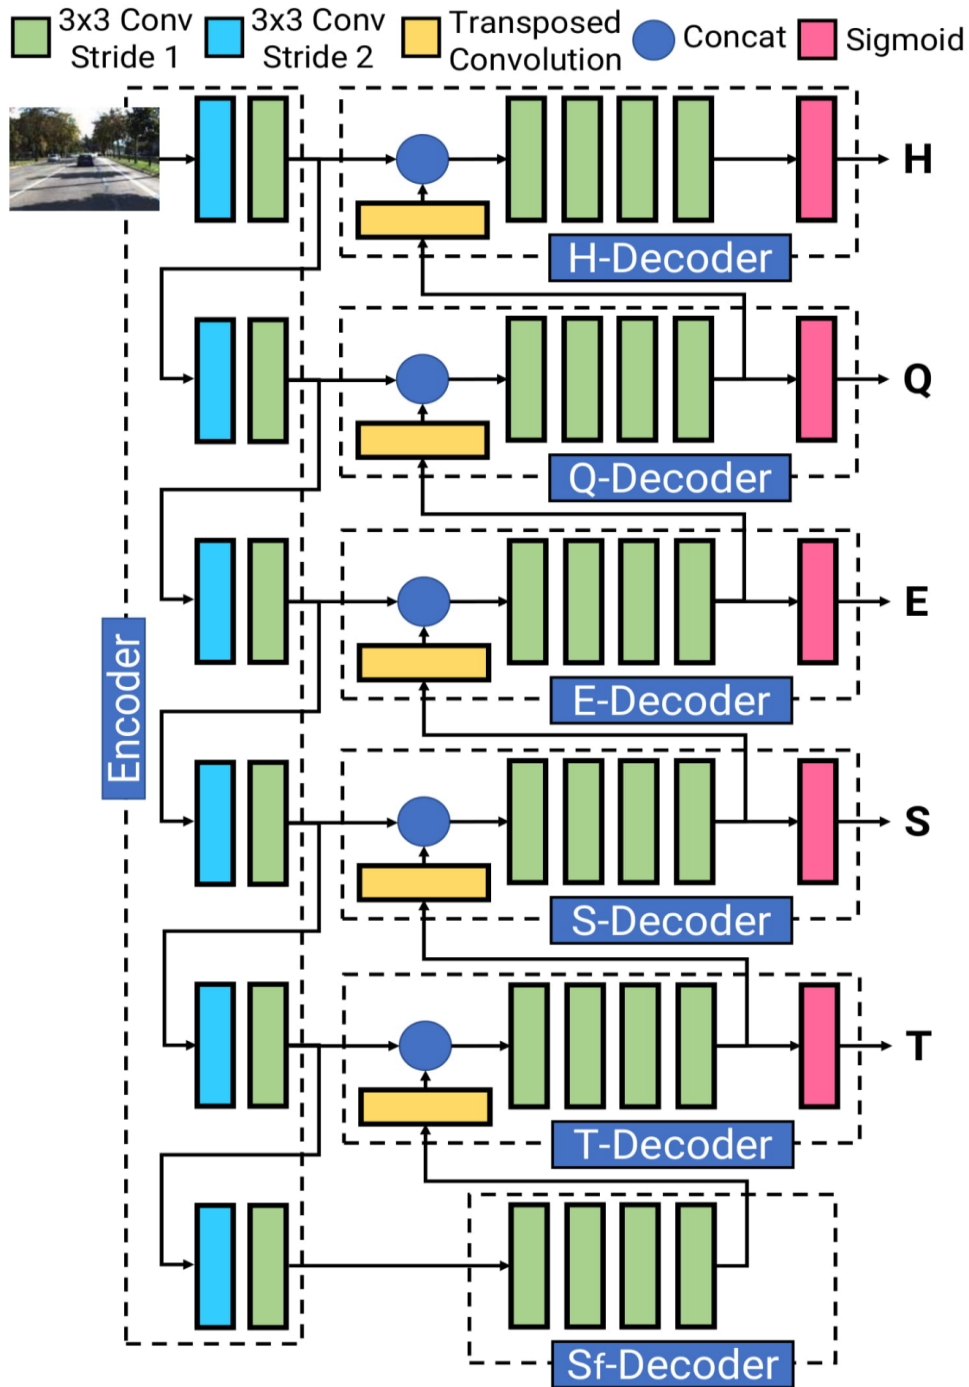 3x3 Conv
Stride 1
3x3 Conv
Stride 2
Transposed
Convolution
Concat
Sigmoid
H
H-Decoder
Q
Q-Decoder
E
E-Decoder
Encoder
S
S-Decoder
T
T-Decoder
Sf-Decoder